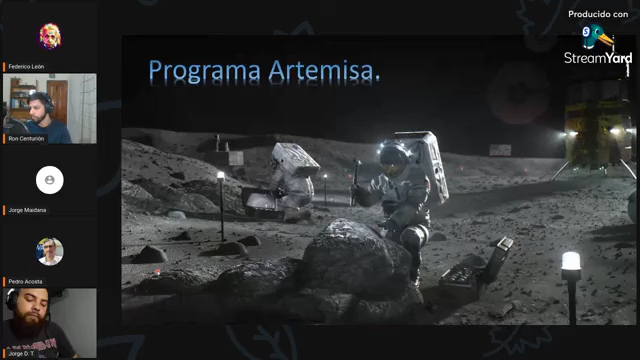 Producido con
StreamYard
Programa Artemisa.
Federico León
Ron Centurión
Jorge Maidana
Pedro Acosta
Jorge D. T.